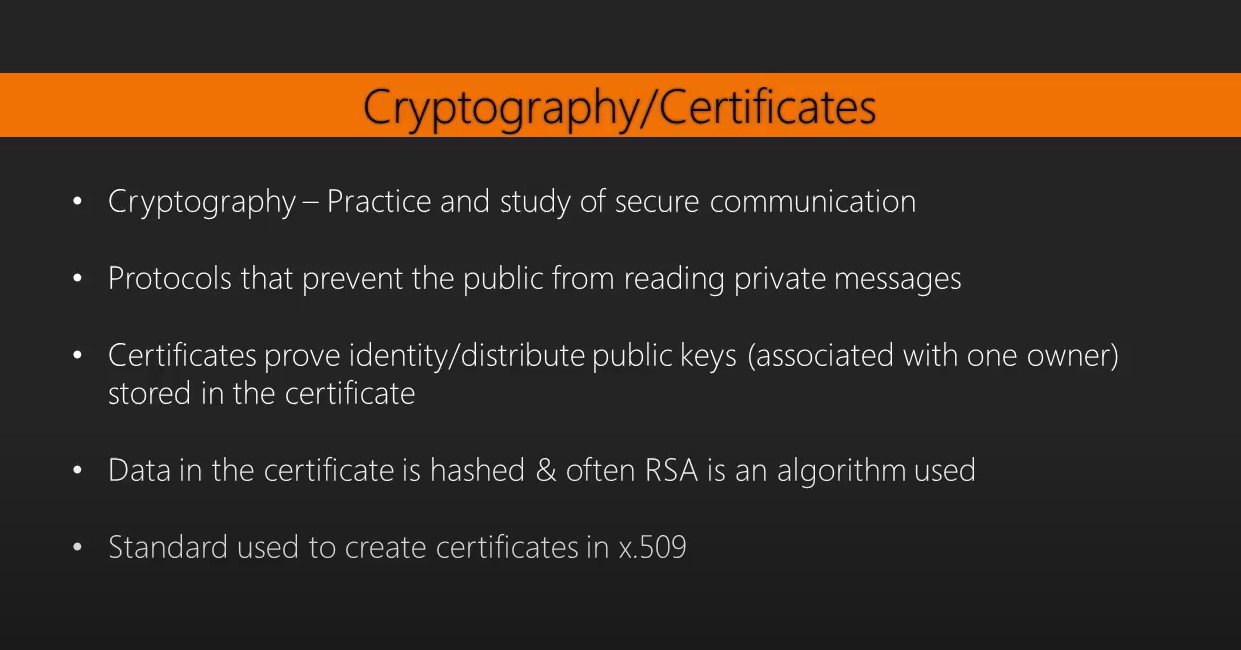 Cryptography/Certificates
• Cryptography – Practice and study of secure communication
• Protocols that prevent the public from reading private messages
• Certificates prove identity/distribute public keys (associated with one owner)
stored in the certificate
• Data in the certificate is hashed & often RSA is an algorithm used
• Standard used to create certificates in x.509